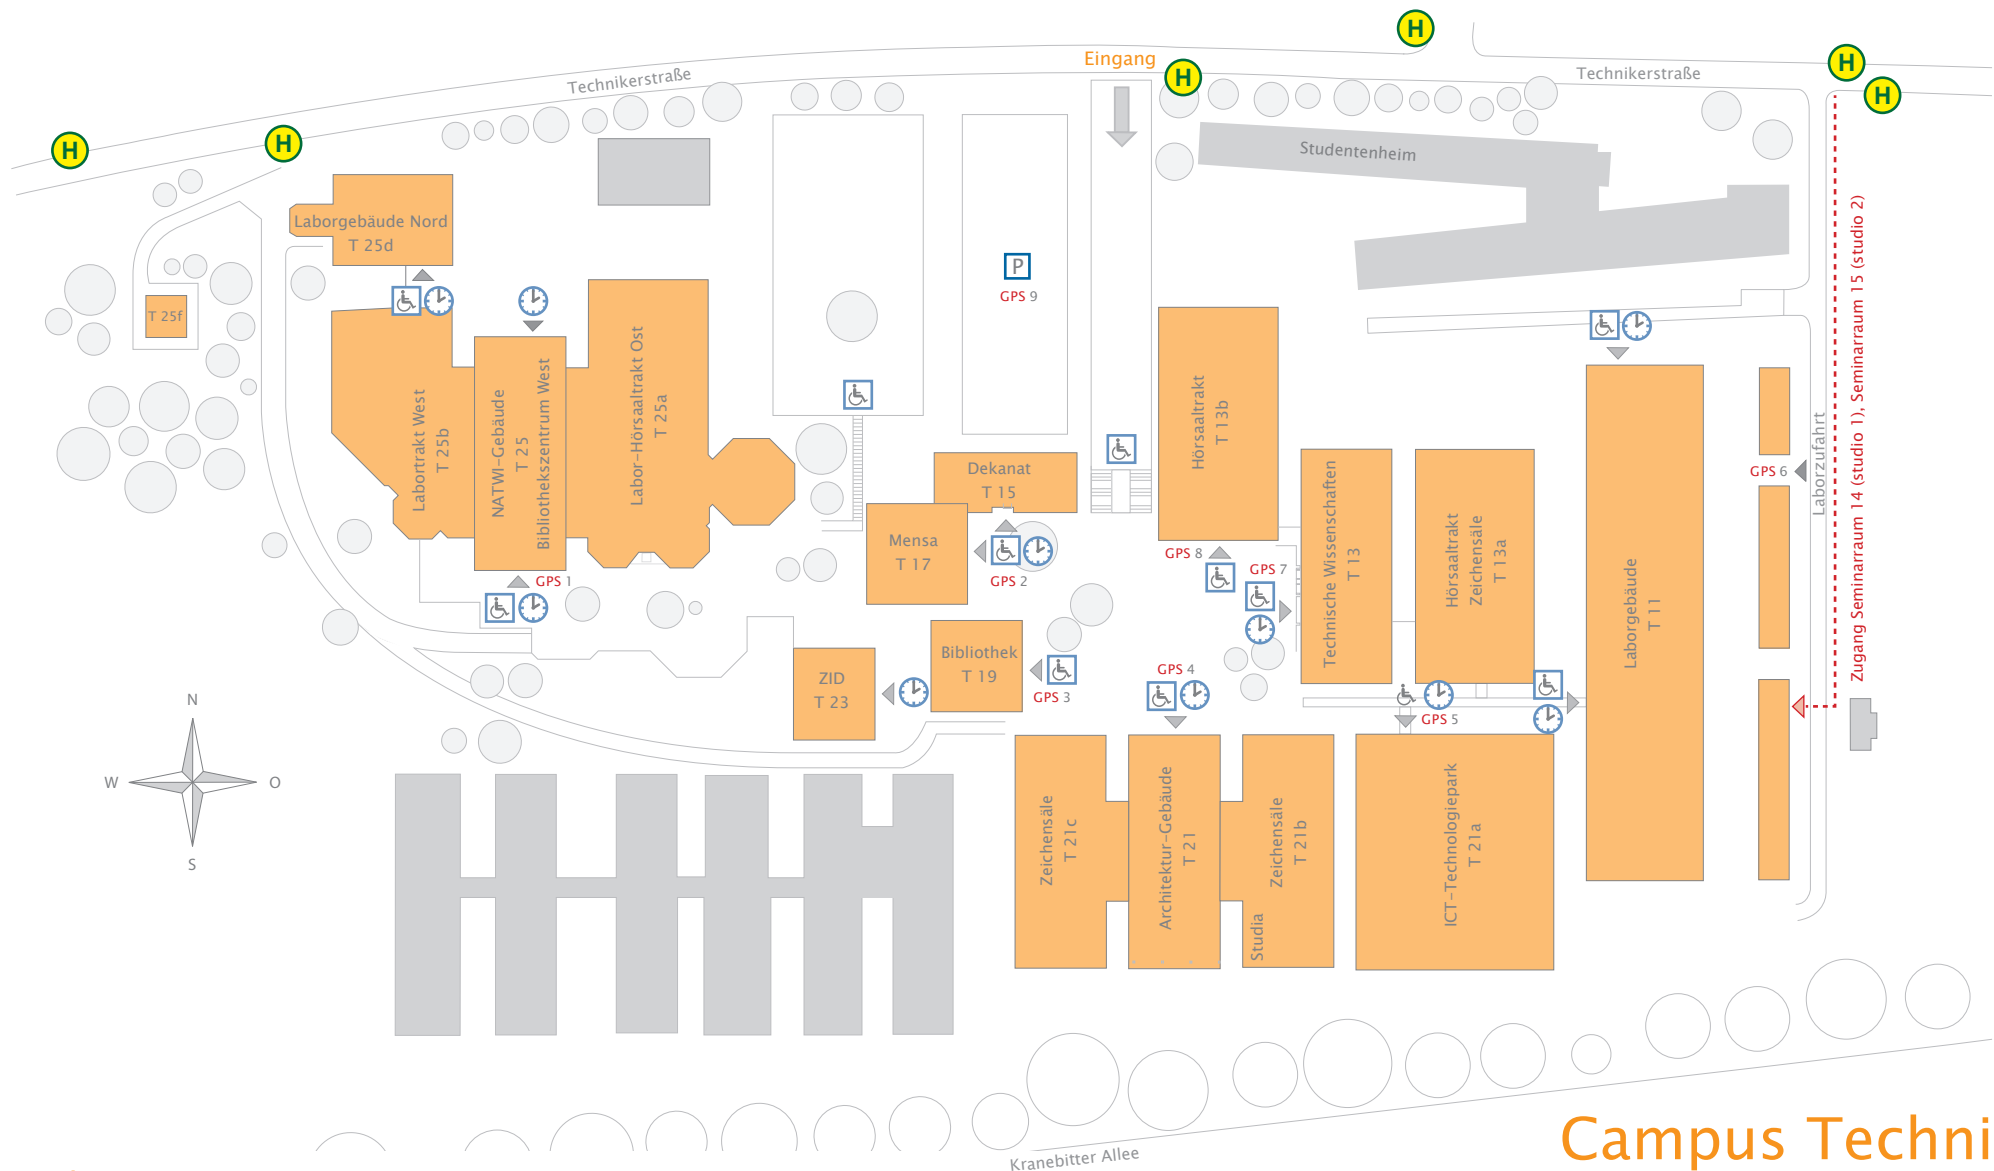 H
Eingang
H
H
H
Technikerstraße
Technikerstraße
H
H
H
Studentenheim
Laborgebäude Nord
T 25d
P
GPS 9
T 25f
Labortrakt West
T 25b
NATWI-Gebäude
T 25
Bibliothekszentrum West
Labor-Hörsaaltrakt Ost
T 25a
GPS 1
Dekanat
T 15
Mensa
T 17
GPS 2
Hörsaaltrakt
T 13b
GPS 8
GPS 7
Technische Wissenschaften
T 13
Hörsaaltrakt
Zeichensäle
T 13a
Laborgebäude
T 11
GPS 6
Laborzufahrt
Zugang Seminarraum 14 (studio 1), Seminarraum 15 (studio 2)
Bibliothek
T 19
GPS 3
ZID
T 23
GPS 4
GPS 5
N
W
O
S
Zeichensäle
T 21c
Architektur-Gebäude
T 21
Zeichensäle
T 21b
Studia
ICT-Technologiepark
T 21a
Campus Techni
Kranebitter Allee